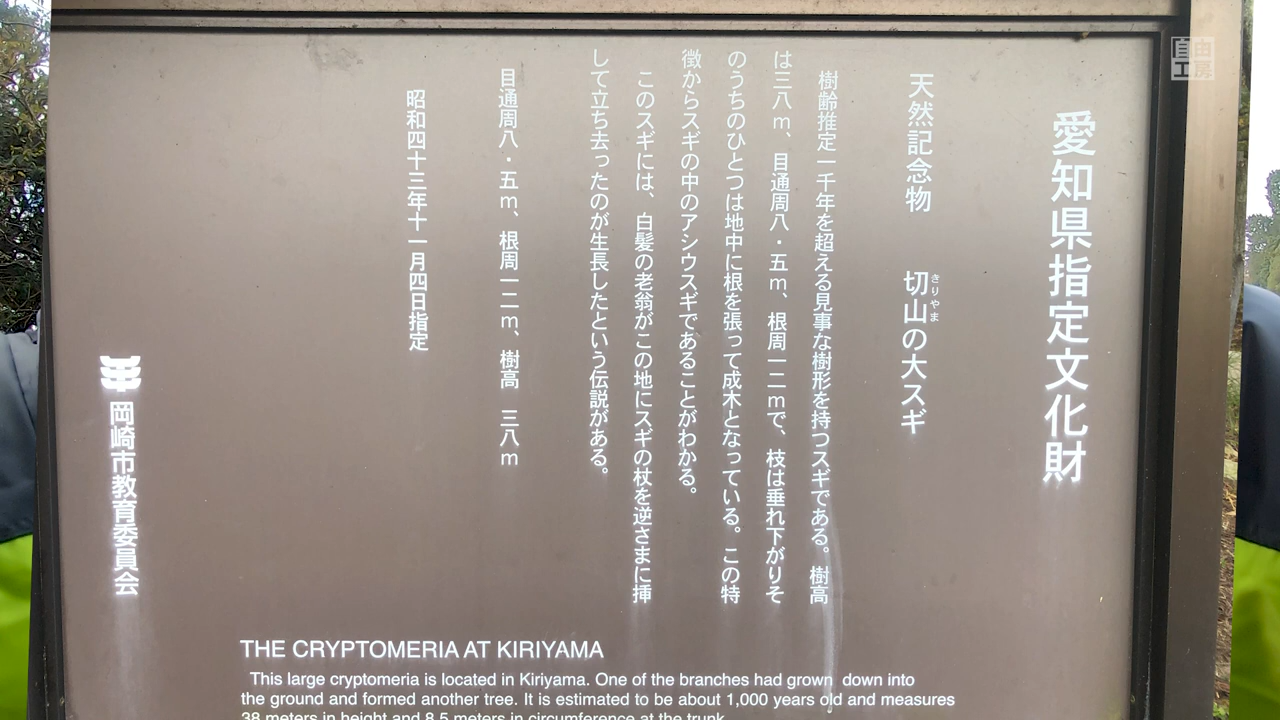 愛知県指定文化財
天然記念物　切山の大スギ
きりやま
樹齢推定一千年を超える見事な樹形を持つスギである。樹高
は三八m、目通周八・五m、根周一二mで、枝は垂れ下がりそ
のうちのひとつは地中に根を張って成木となっている。この特
徴からスギの中のアシウスギであることがわかる。
このスギには、白髪の老翁がこの地にスギの杖を逆さまに挿
して立ち去ったのが生長したという伝説がある。
目通周八・五m、根周一二m、樹高　三八m
昭和四十三年十一月四日指定
岡崎市教育委員会
THE CRYPTOMERIA AT KIRIYAMA
This large cryptomeria is located in Kiriyama. One of the branches had grown down into
the ground and formed another tree. It is estimated to be about 1,000 years old and measures
38 meters in height and 8.5 meters in circumference at the trunk.
自由
工房